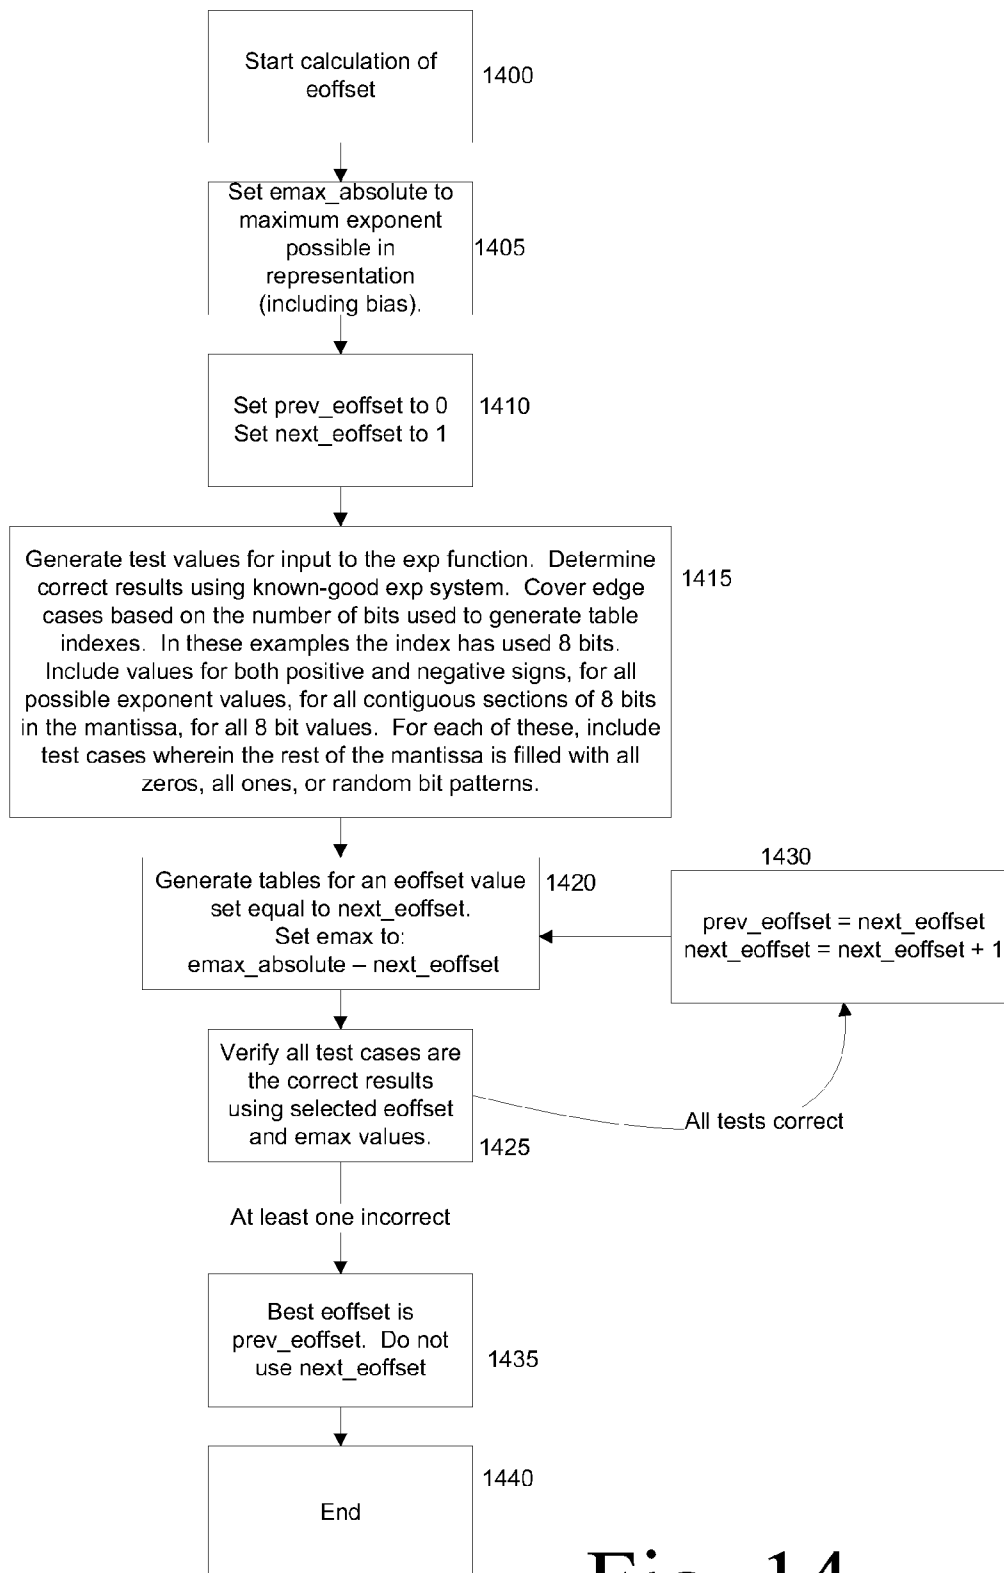 Start calculation of
eoffset
1400
Set emax_absolute to
maximum exponent
possible in
representation
(including bias).
1405
Set prev_eoffset to 0
Set next_eoffset to 1
1410
Generate test values for input to the exp function.  Determine
correct results using known-good exp system.  Cover edge
cases based on the number of bits used to generate table
indexes.  In these examples the index has used 8 bits.
Include values for both positive and negative signs, for all
possible exponent values, for all contiguous sections of 8 bits
in the mantissa, for all 8 bit values.  For each of these, include
test cases wherein the rest of the mantissa is filled with all
zeros, all ones, or random bit patterns.
1415
Generate tables for an eoffset value
set equal to next_eoffset.
Set emax to:
emax_absolute – next_eoffset
1420
1430
prev_eoffset = next_eoffset
next_eoffset = next_eoffset + 1
Verify all test cases are
the correct results
using selected eoffset
and emax values.
1425
All tests correct
At least one incorrect
Best eoffset is
prev_eoffset.  Do not
use next_eoffset
1435
End
1440
Fig. 14